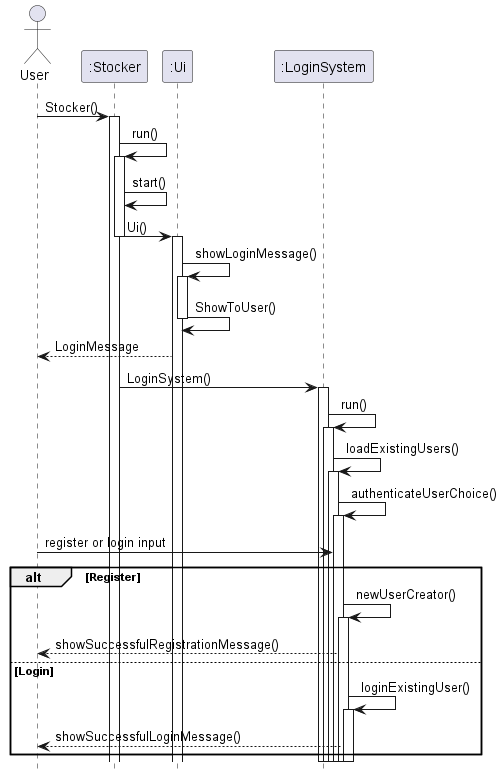 User
:Stocker
:Ui
:LoginSystem
Stocker()
run()
start()
Ui()
showLoginMessage()
ShowToUser()
LoginMessage
LoginSystem()
run()
loadExistingUsers()
authenticateUserChoice()
register or login input
alt [Register]
newUserCreator()
showSuccessfulRegistrationMessage()
[Login]
loginExistingUser()
showSuccessfulLoginMessage()